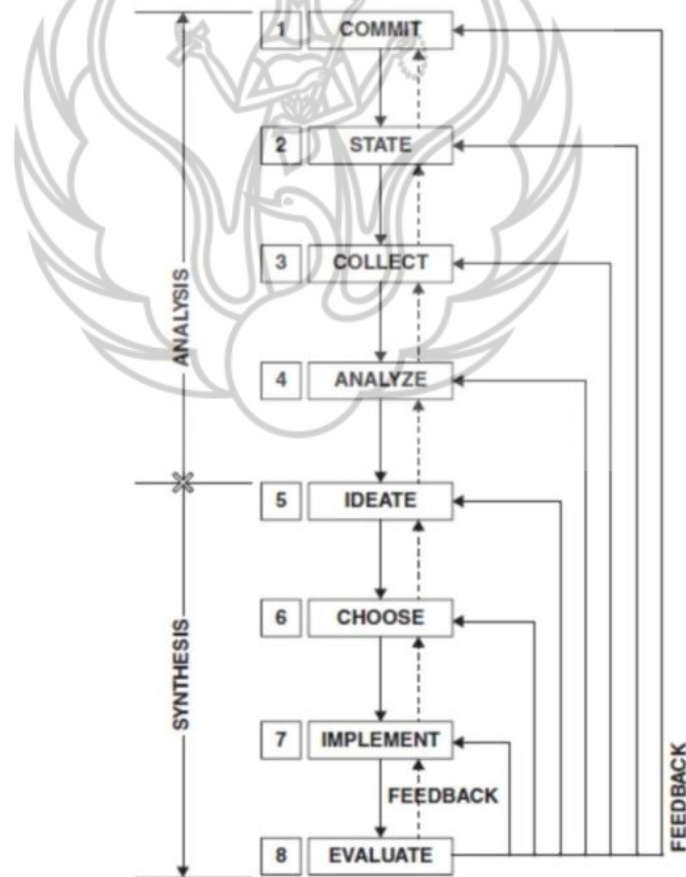 1 COMMIT
2 STATE
3 COLLECT
ANALYSIS
4 ANALYZE
5 IDEATE
6 CHOOSE
SYNTHESIS
7 IMPLEMENT
FEEDBACK
FEEDBACK
8 EVALUATE